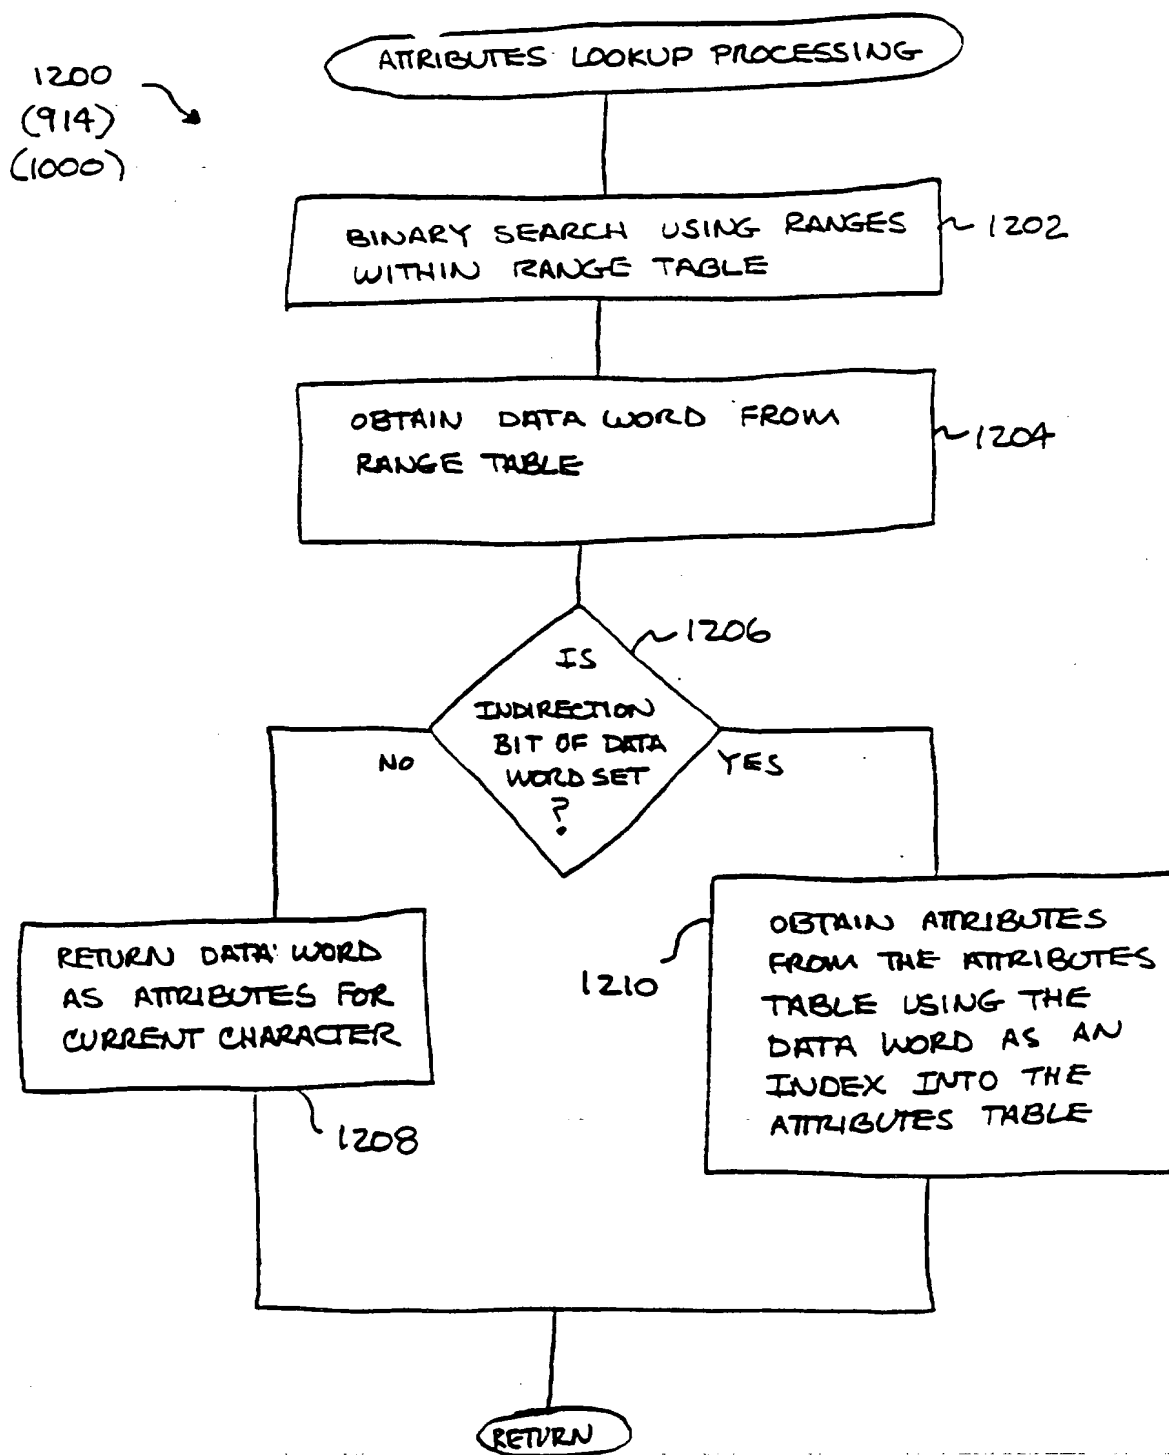 ATTRIBUTES LOOKUP PROCESSING
1200
(914)
(1000)
BINARY SEARCH USING RANGES
WITHIN RANGE TABLE
1202
OBTAIN DATA WORD FROM
RANGE TABLE
1204
1206
IS
INDIRECTION
BIT OF DATA
WORD SET
?
NO
YES
RETURN DATA WORD
AS ATTRIBUTES FOR
CURRENT CHARACTER
1208
1210
OBTAIN ATTRIBUTES
FROM THE ATTRIBUTES
TABLE USING THE
DATA WORD AS AN
INDEX INTO THE
ATTRIBUTES TABLE
RETURN